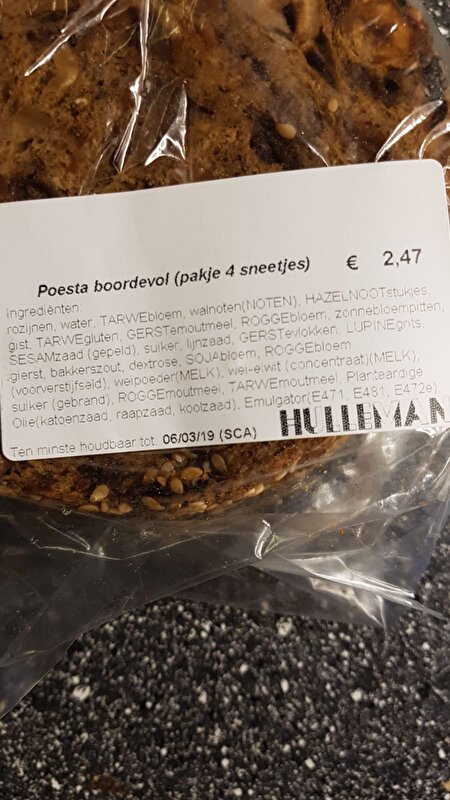 Poesta boordevol (pakje 4 sneetjes) € 2,47
Ingrediënten:
rozijnen, water, TARWEbloem, walnoten(NOTEN), HAZELNOOTstukjes,
gist, TARWEgluten, GERSTemoutmeel, ROGGEbloem, zonnebloempitten,
SESAMzaad (gepeld), suiker, lijnzaad, GERSTevlokken, LUPINEgrits,
gierst, bakkerszout, dextrose, SOJAbloem, ROGGEbloem
(voorverstijfseld), weipoeder(MELK), wei-eiwit (concentraat)(MELK),
suiker (gebrand), ROGGEmoutmeel, TARWEmoutmeel, Plantaardige
Olie(katoenzaad, raapzaad, koolzaad), Emulgator(E471, E481, E472e)
Ten minste houdbaar tot: 06/03/19 (SCA)
HULLEMAN